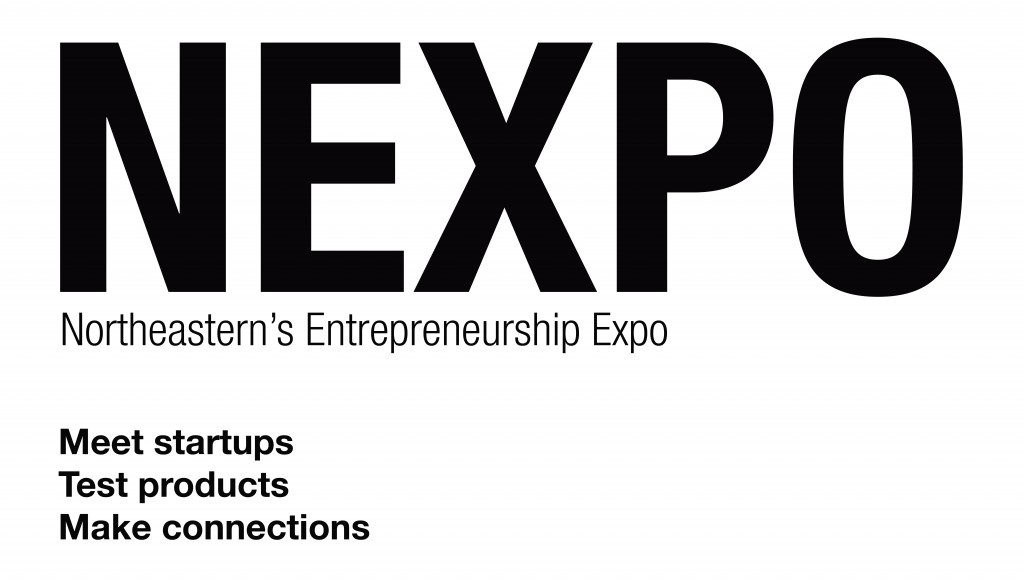 NEXPO
Northeastern’s Entrepreneurship Expo
Meet startups
Test products
Make connections